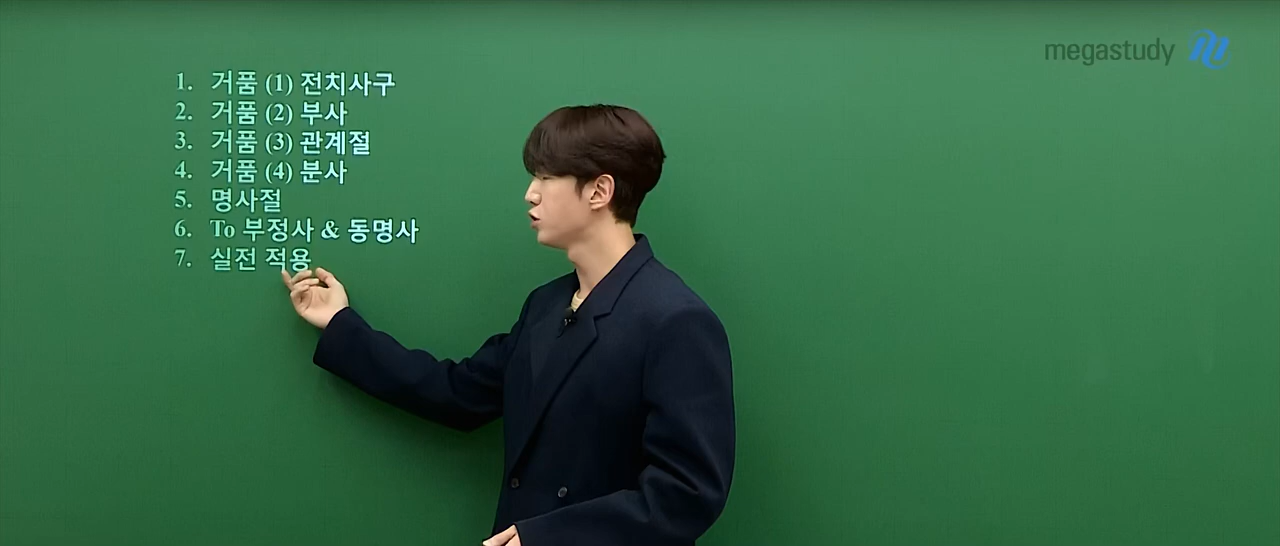 megastudy
1. 거품 (1) 전치사구
2. 거품 (2) 부사
3. 거품 (3) 관계절
4. 거품 (4) 분사
5. 명사절
6. To 부정사 & 동명사
7. 실전 적용